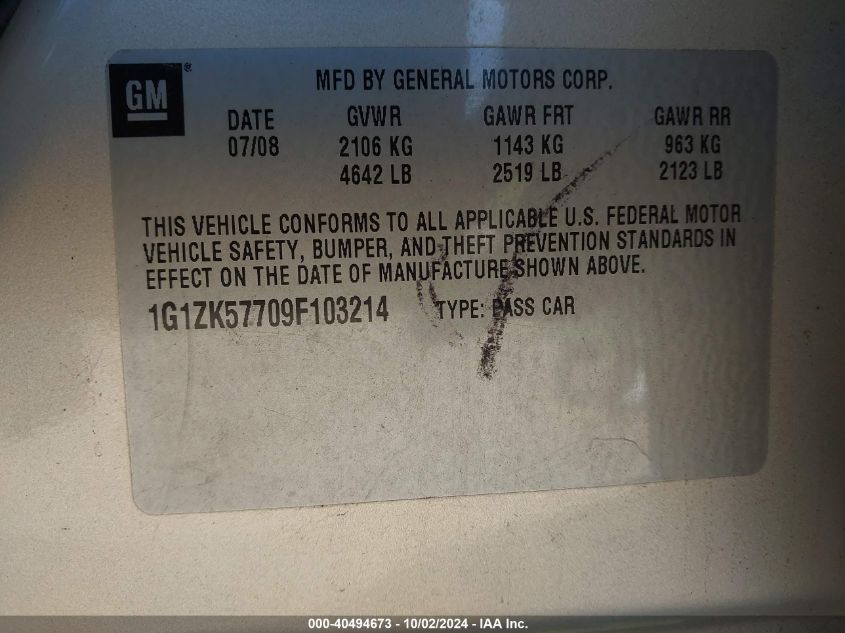 GM®
MFD BY GENERAL MOTORS CORP.
DATE GVWR GAWR FRT GAWR RR
07/08 2106 KG 1143 KG 963 KG
4642 LB 2519 LB 2123 LB
THIS VEHICLE CONFORMS TO ALL APPLICABLE U.S. FEDERAL MOTOR
VEHICLE SAFETY, BUMPER, AND THEFT PREVENTION STANDARDS IN
EFFECT ON THE DATE OF MANUFACTURE SHOWN ABOVE.
1G1ZK57709F103214 TYPE: PASS CAR
000-40494673 - 10/02/2024 - IAA Inc.